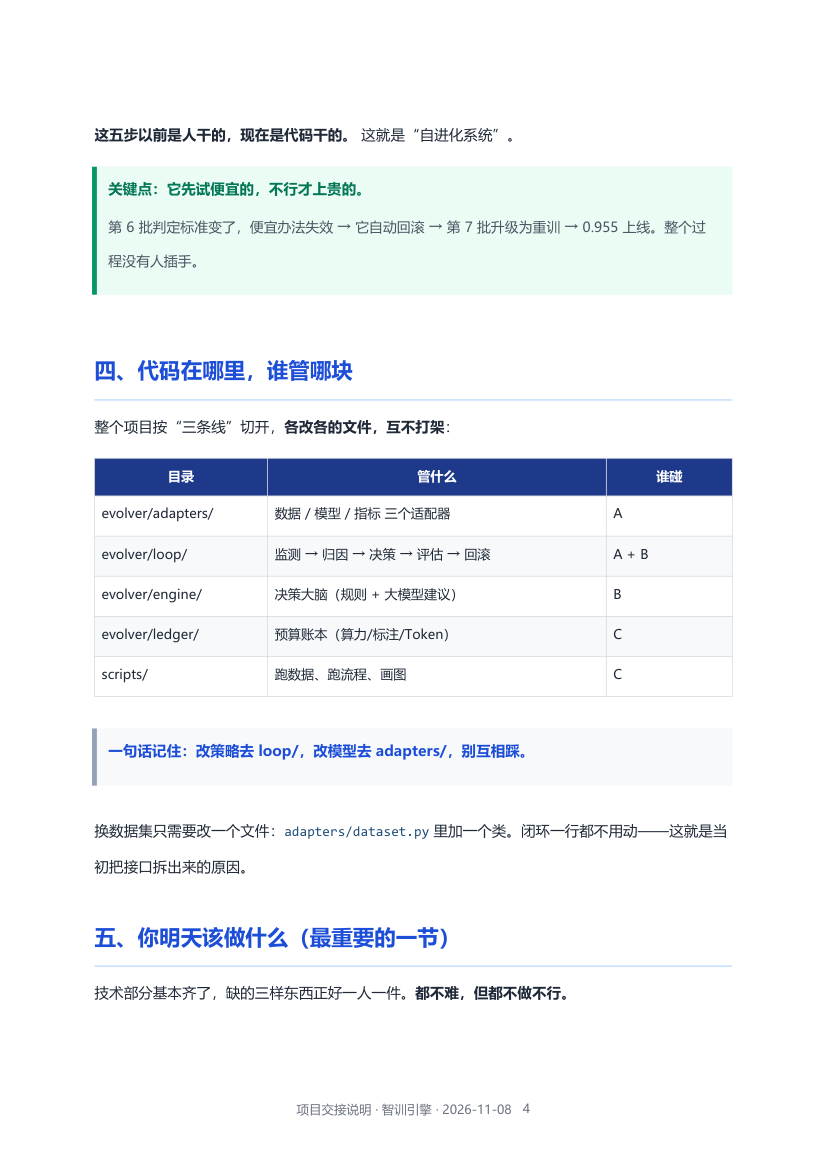 这五步以前是人干的，现在是代码干的。 这就是“自进化系统”。
关键点：它先试便宜的，不行才上贵的。
第 6 批判定标准变了，便宜办法失效 → 它自动回滚 → 第 7 批升级为重训 → 0.955 上线。整个过
程没有人插手。
四、代码在哪里，谁管哪块
整个项目按“三条线”切开，各改各的文件，互不打架：
目录 管什么 谁碰
evolver/adapters/ 数据 / 模型 / 指标 三个适配器 A
evolver/loop/ 监测 → 归因 → 决策 → 评估 → 回滚 A + B
evolver/engine/ 决策大脑（规则 + 大模型建议） B
evolver/ledger/ 预算账本（算力/标注/Token） C
scripts/ 跑数据、跑流程、画图 C
一句话记住：改策略去 loop/，改模型去 adapters/，别互相踩。
换数据集只需要改一个文件：adapters/dataset.py 里加一个类。闭环一行都不用动——这就是当
初把接口拆出来的原因。
五、你明天该做什么（最重要的一节）
技术部分基本齐了，缺的三样东西正好一人一件。都不难，但都不做不行。
项目交接说明 · 智训引擎 · 2026-11-08 4